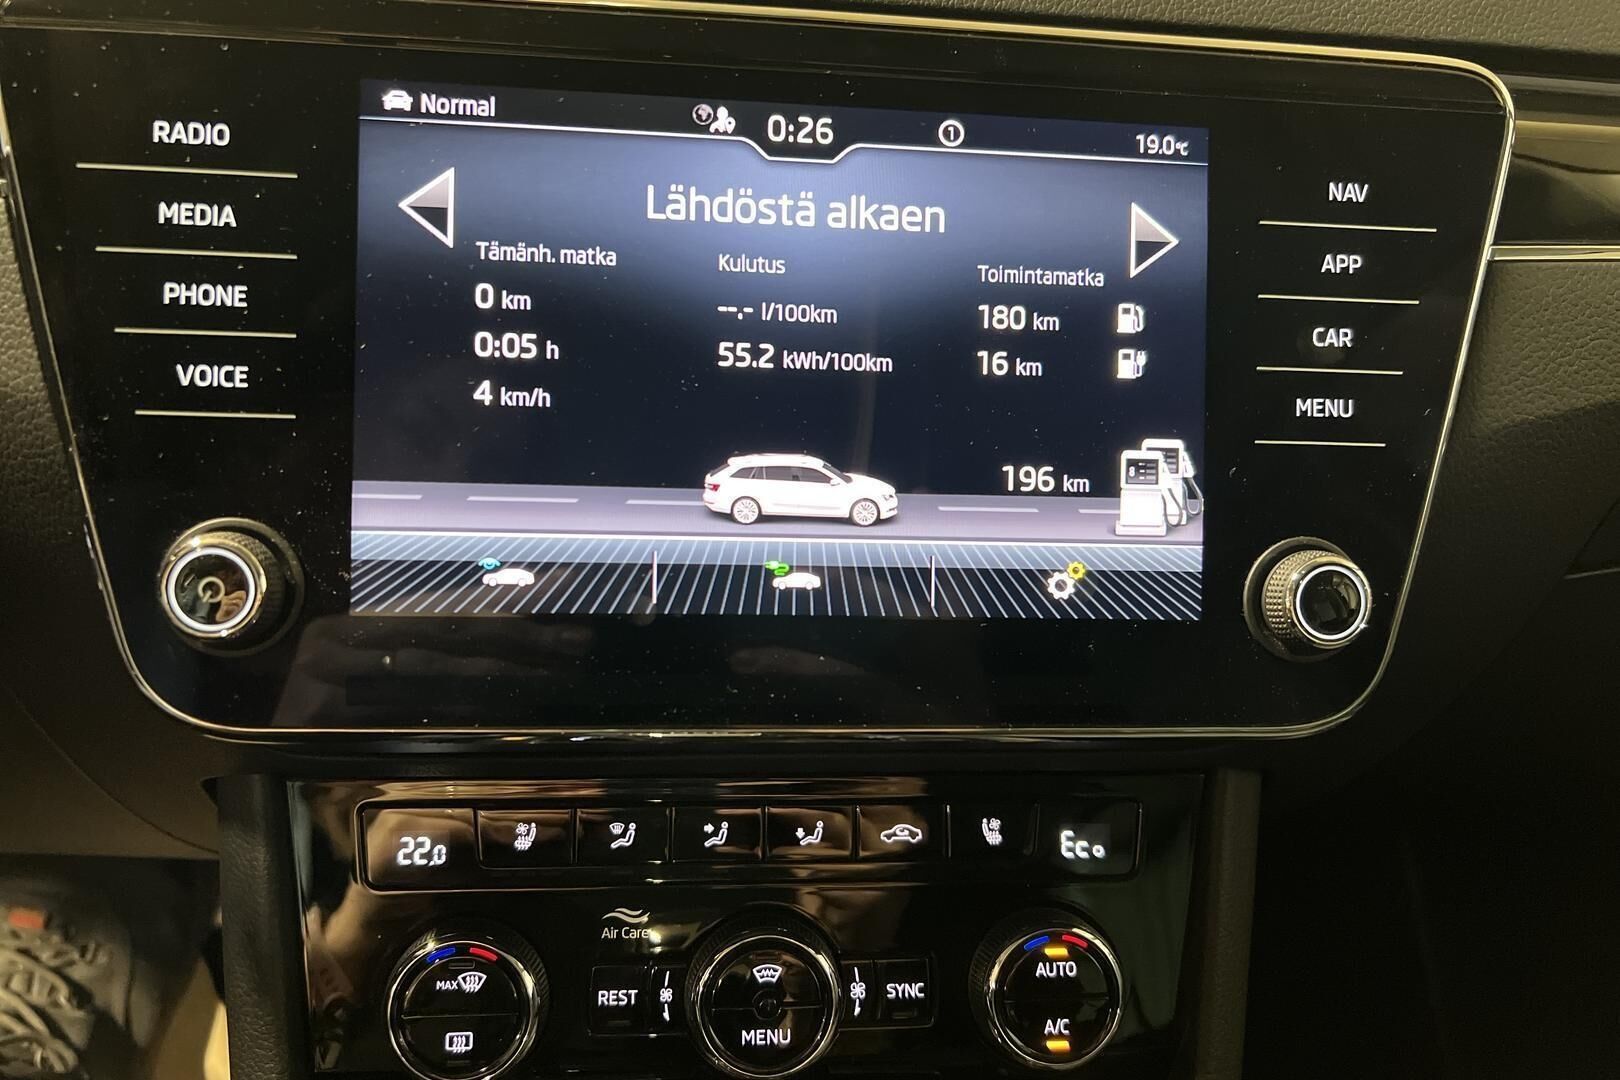 Normal
0:26
1
19.0°C
RADIO
MEDIA
PHONE
VOICE
Lähdöstä alkaen
Tämänh. matka
0 km
0:05 h
4 km/h
Kulutus
--.- l/100km
55.2 kWh/100km
Toimintamatka
180 km
16 km
196 km
8
NAV
APP
CAR
MENU
22.0
Eco
Air Care
MAX
REST
MENU
SYNC
AUTO
A/C